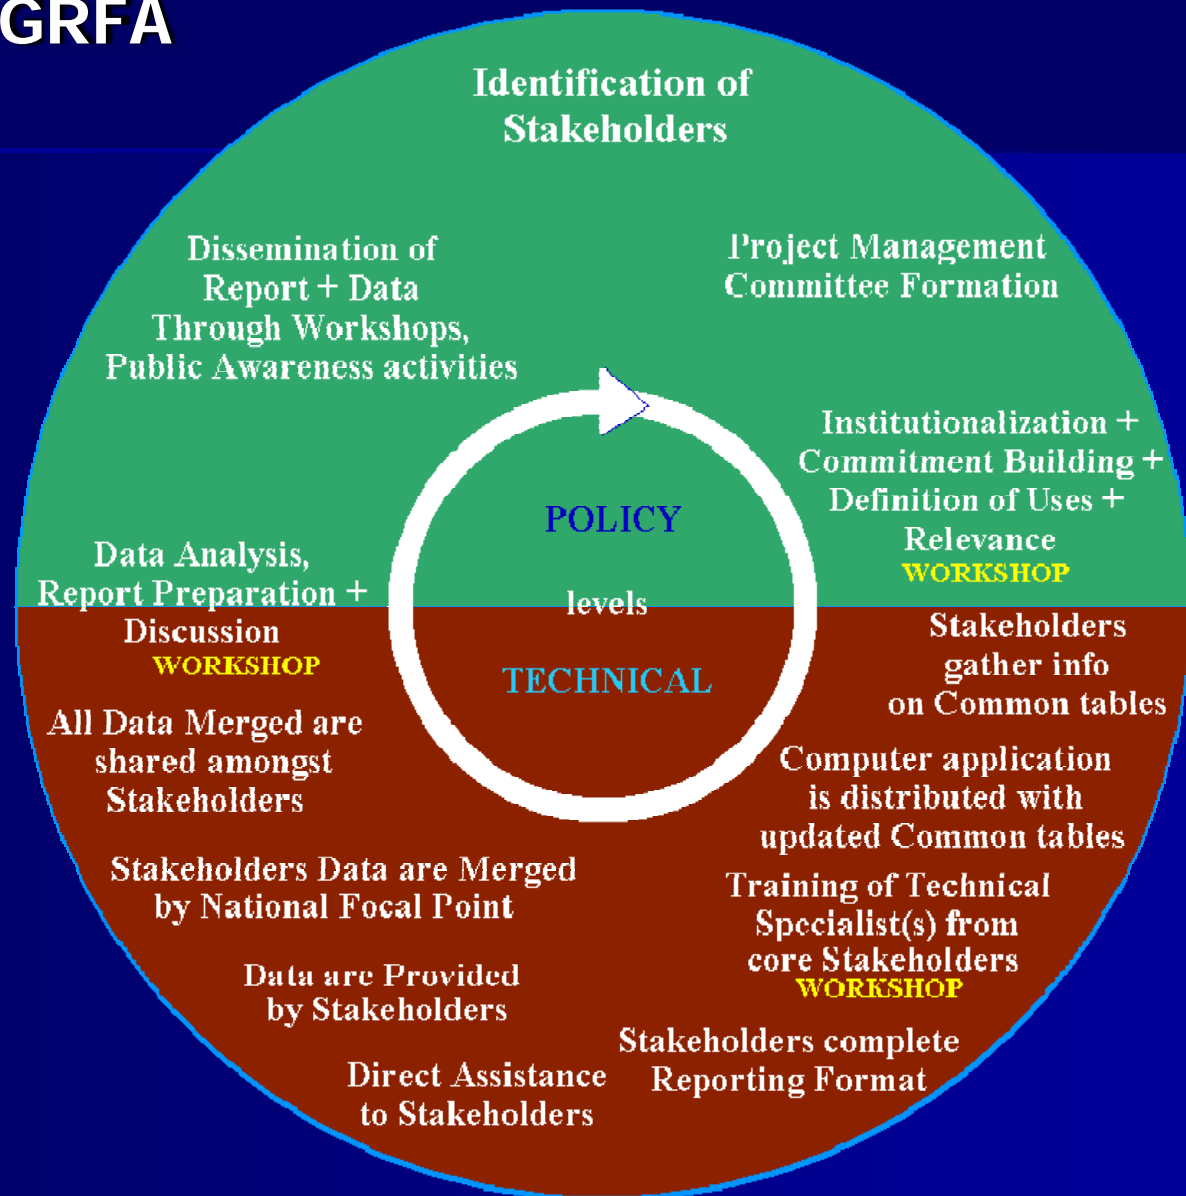 GRFA
Identification of
Stakeholders
Project Management
Committee Formation
Institutionalization +
Commitment Building +
Definition of Uses +
Relevance
WORKSHOP
Stakeholders
gather info
on Common tables
Computer application
is distributed with
updated Common tables
Training of Technical
Specialist(s) from
core Stakeholders
WORKSHOP
Stakeholders complete
Reporting Format
Direct Assistance
to Stakeholders
Data are Provided
by Stakeholders
Stakeholders Data are Merged
by National Focal Point
All Data Merged are
shared amongst
Stakeholders
Data Analysis,
Report Preparation +
Discussion
WORKSHOP
Dissemination of
Report + Data
Through Workshops,
Public Awareness activities
POLICY
levels
TECHNICAL